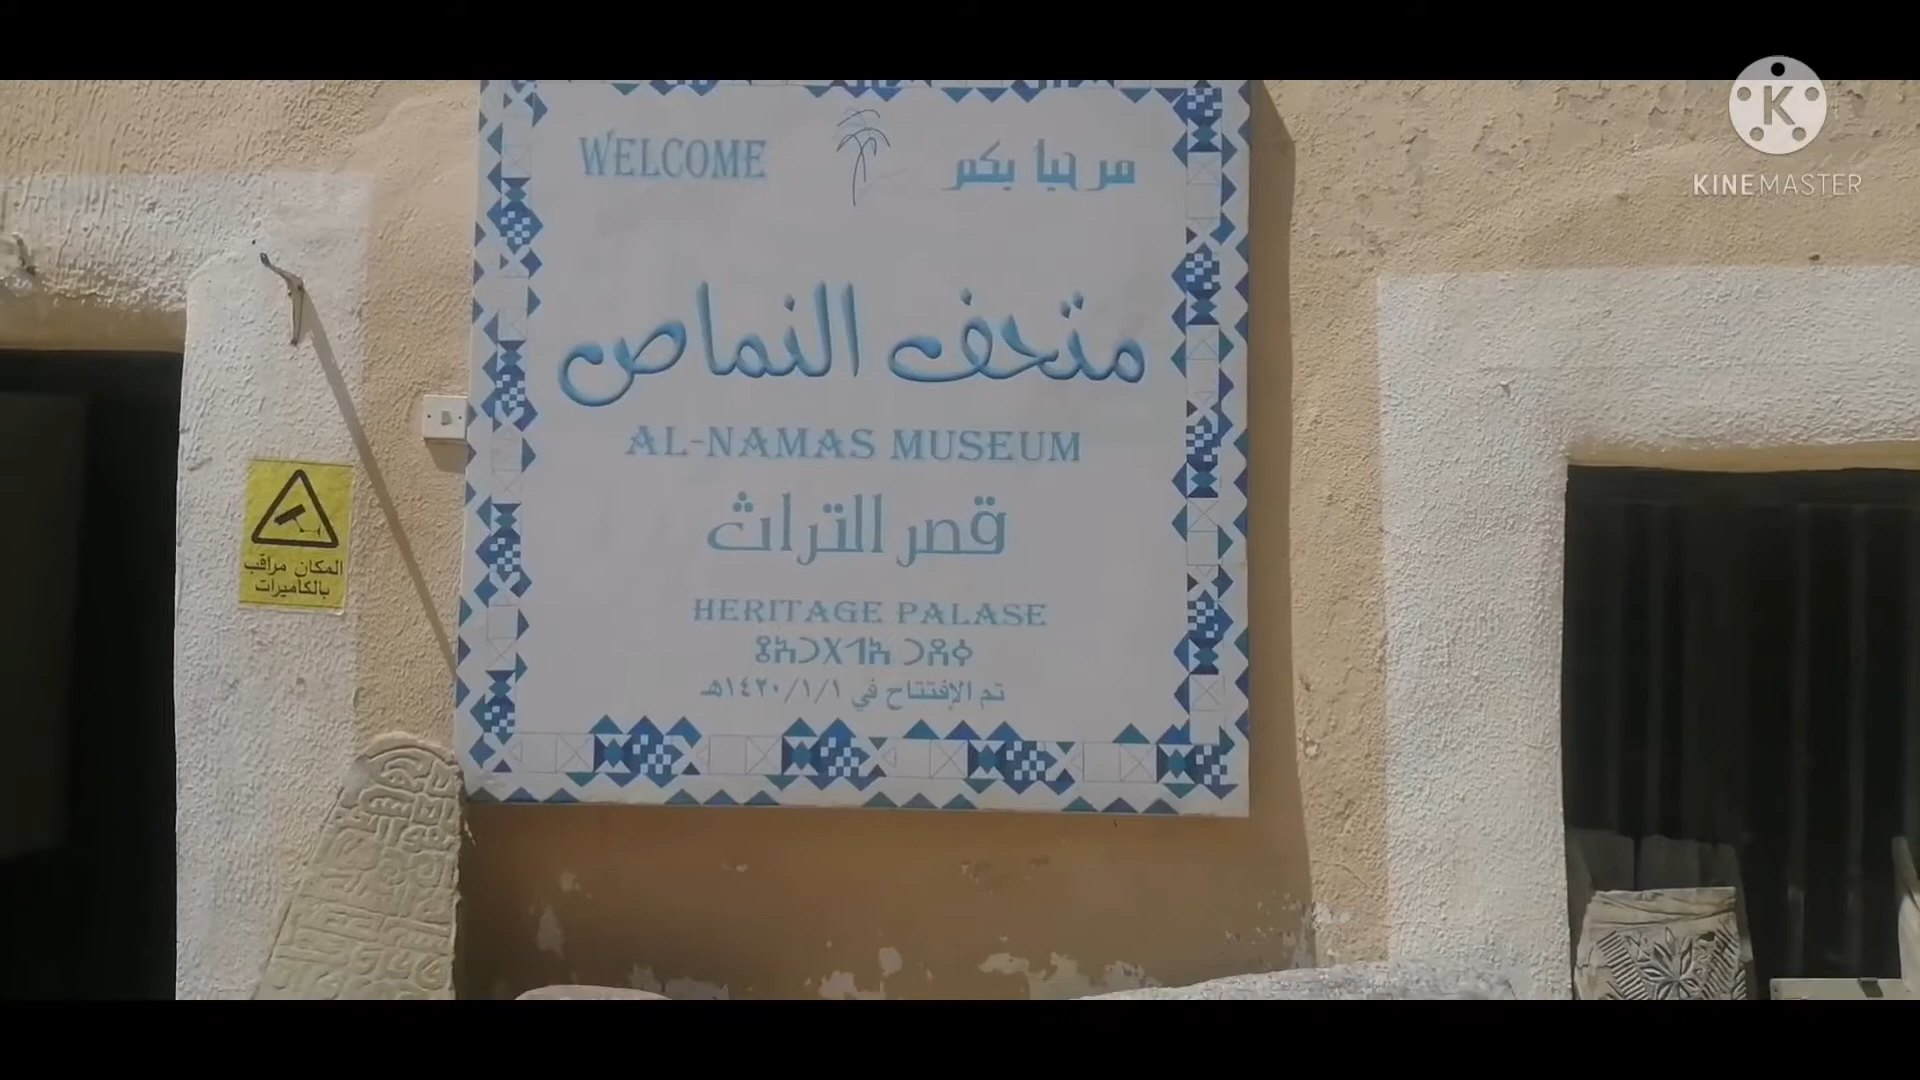 WELCOME مرحبا بكم
متحف النماص
AL-NAMAS MUSEUM
قصر التراث
HERITAGE PALASE
تم الإفتتاح في ١٤٢٠/١/١هـ
المكان مراقب
بالكاميرات
KINEMASTER